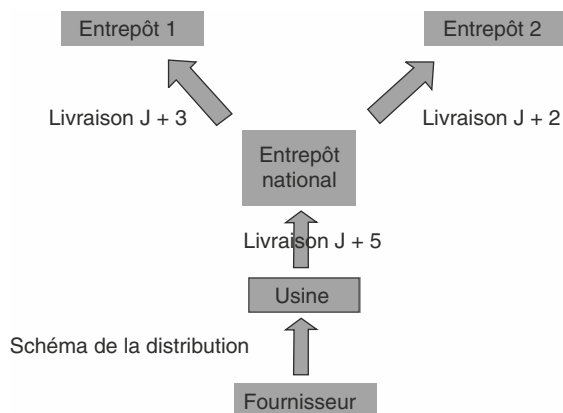 Entrepôt 1
Entrepôt 2
Livraison J + 3
Livraison J + 2
Entrepôt
national
Livraison J + 5
Usine
Schéma de la distribution
Fournisseur